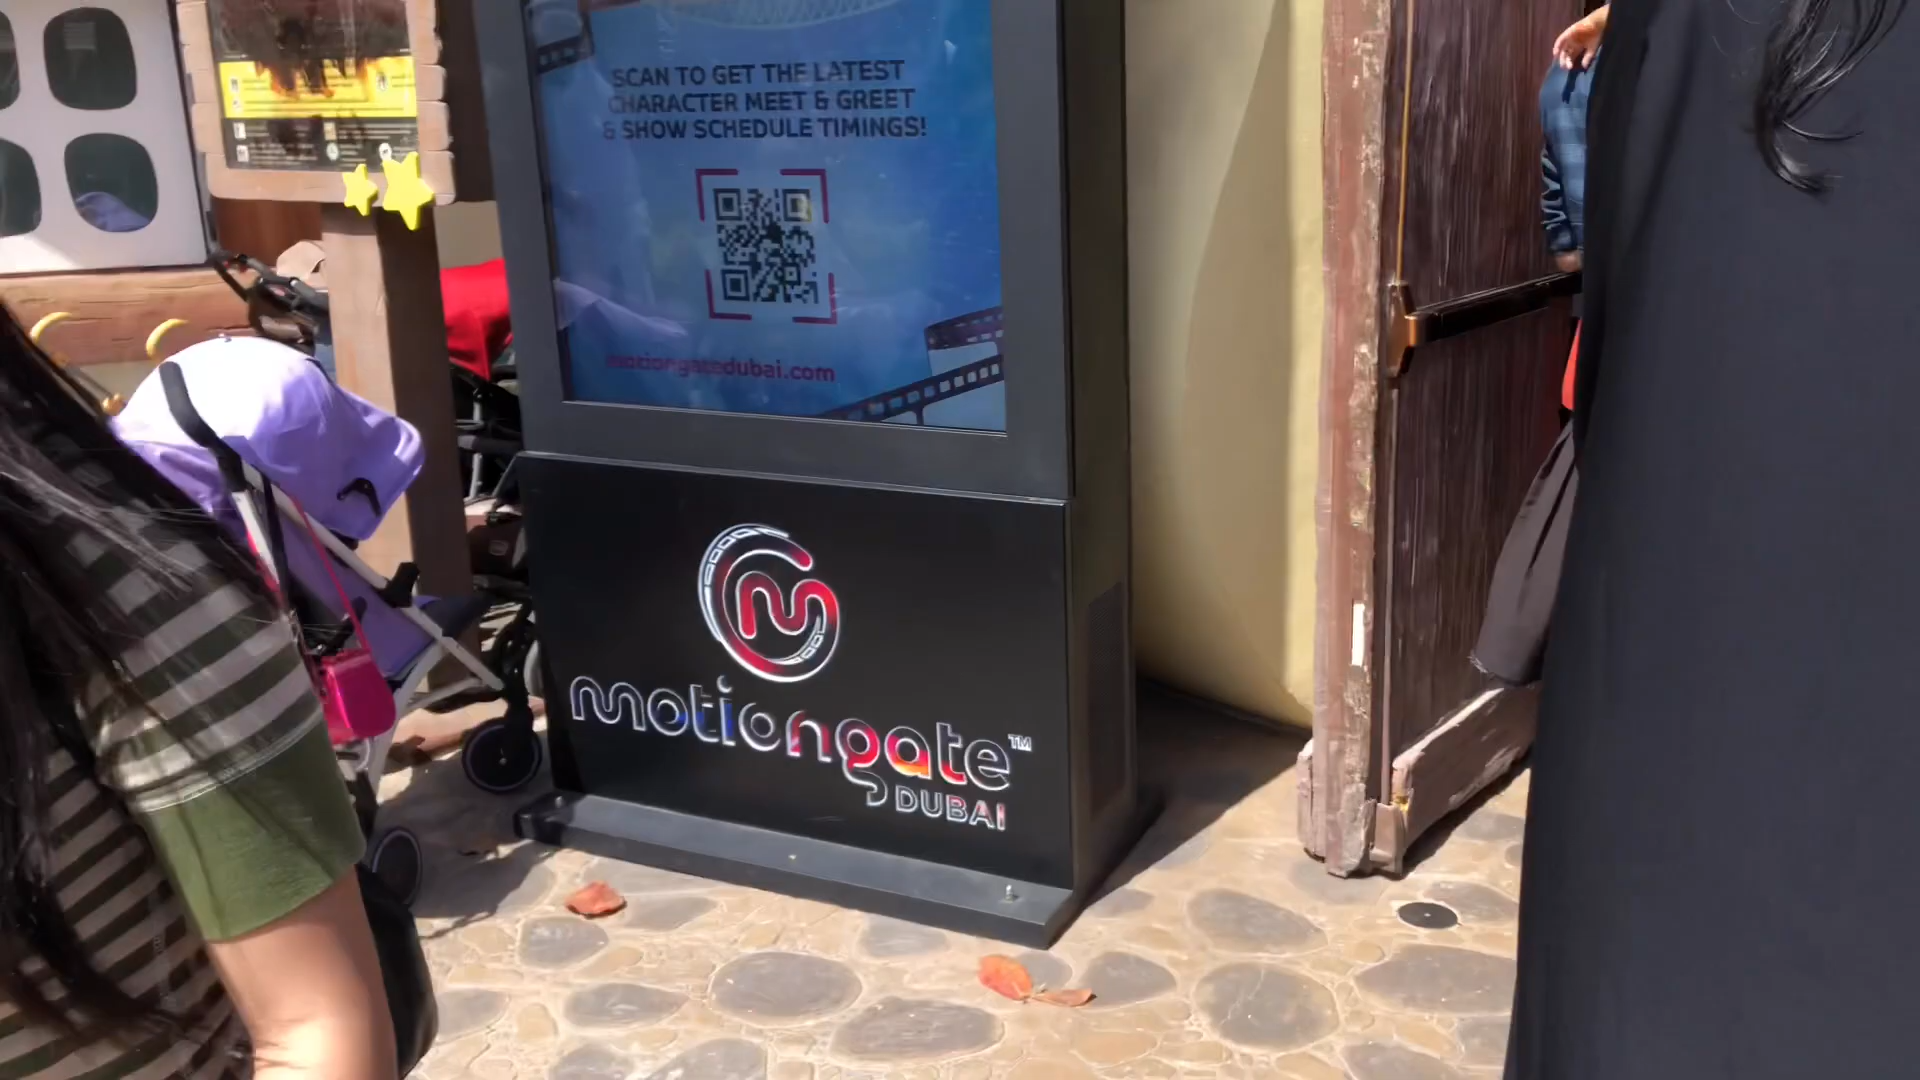 SCAN TO GET THE LATEST
CHARACTER MEET & GREET
& SHOW SCHEDULE TIMINGS!
motiongatedubai.com
motiongate™
DUBAI